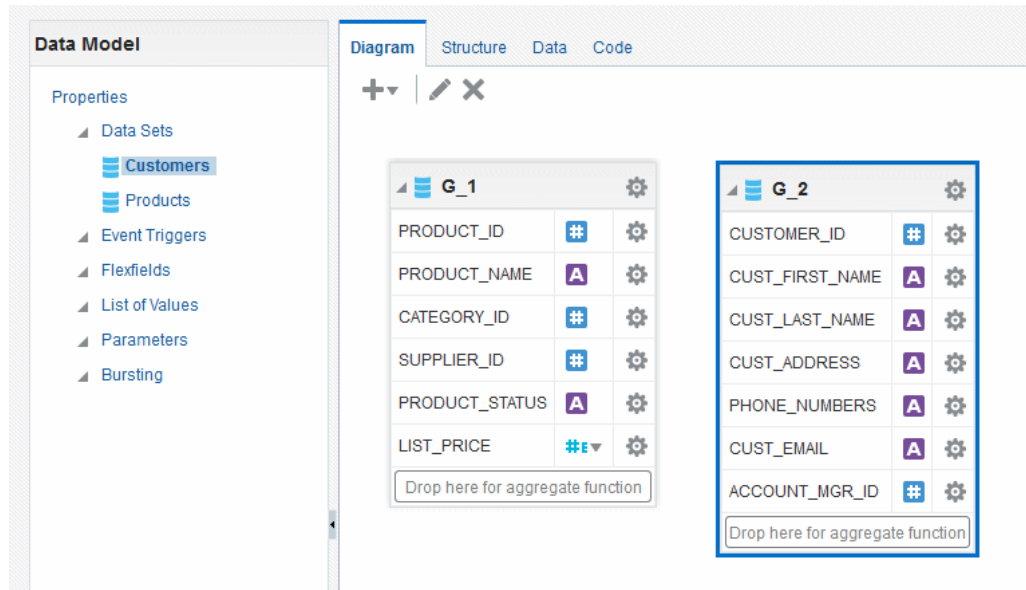 Data Model
Properties
Data Sets
Customers
Products
Event Triggers
Flexfields
List of Values
Parameters
Bursting
Diagram Structure Data Code
G_1
PRODUCT_ID #
PRODUCT_NAME A
CATEGORY_ID #
SUPPLIER_ID #
PRODUCT_STATUS A
LIST_PRICE #E
Drop here for aggregate function
G_2
CUSTOMER_ID #
CUST_FIRST_NAME A
CUST_LAST_NAME A
CUST_ADDRESS A
PHONE_NUMBERS A
CUST_EMAIL A
ACCOUNT_MGR_ID #
Drop here for aggregate function